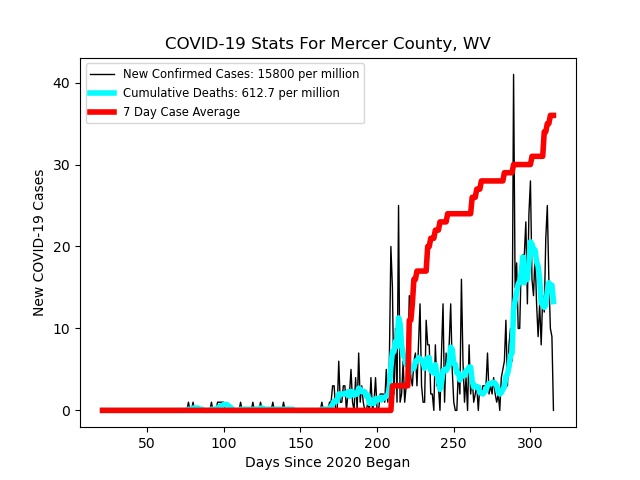 COVID-19 Stats For Mercer County, WV
New Confirmed Cases: 15800 per million
Cumulative Deaths: 612.7 per million
7 Day Case Average
New COVID-19 Cases
40
30
20
10
0
50 100 150 200 250 300
Days Since 2020 Began